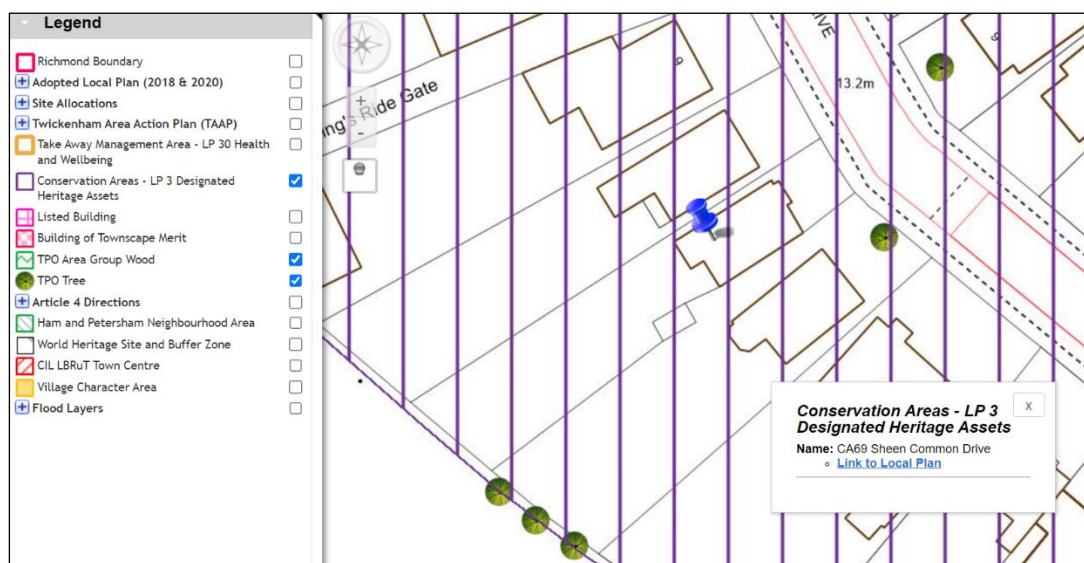 Legend
Richmond Boundary
Adopted Local Plan (2018 & 2020)
Site Allocations
Twickenham Area Action Plan (TAAP)
Take Away Management Area - LP 30 Health
and Wellbeing
Conservation Areas - LP 3 Designated
Heritage Assets
Listed Building
Building of Townscape Merit
TPO Area Group Wood
TPO Tree
Article 4 Directions
Ham and Petersham Neighbourhood Area
World Heritage Site and Buffer Zone
CIL LBRuT Town Centre
Village Character Area
Flood Layers
+
-
ng's Ride Gate
9
IVE
13.2m
Conservation Areas - LP 3
Designated Heritage Assets
X
Name: CA69 Sheen Common Drive
Link to Local Plan